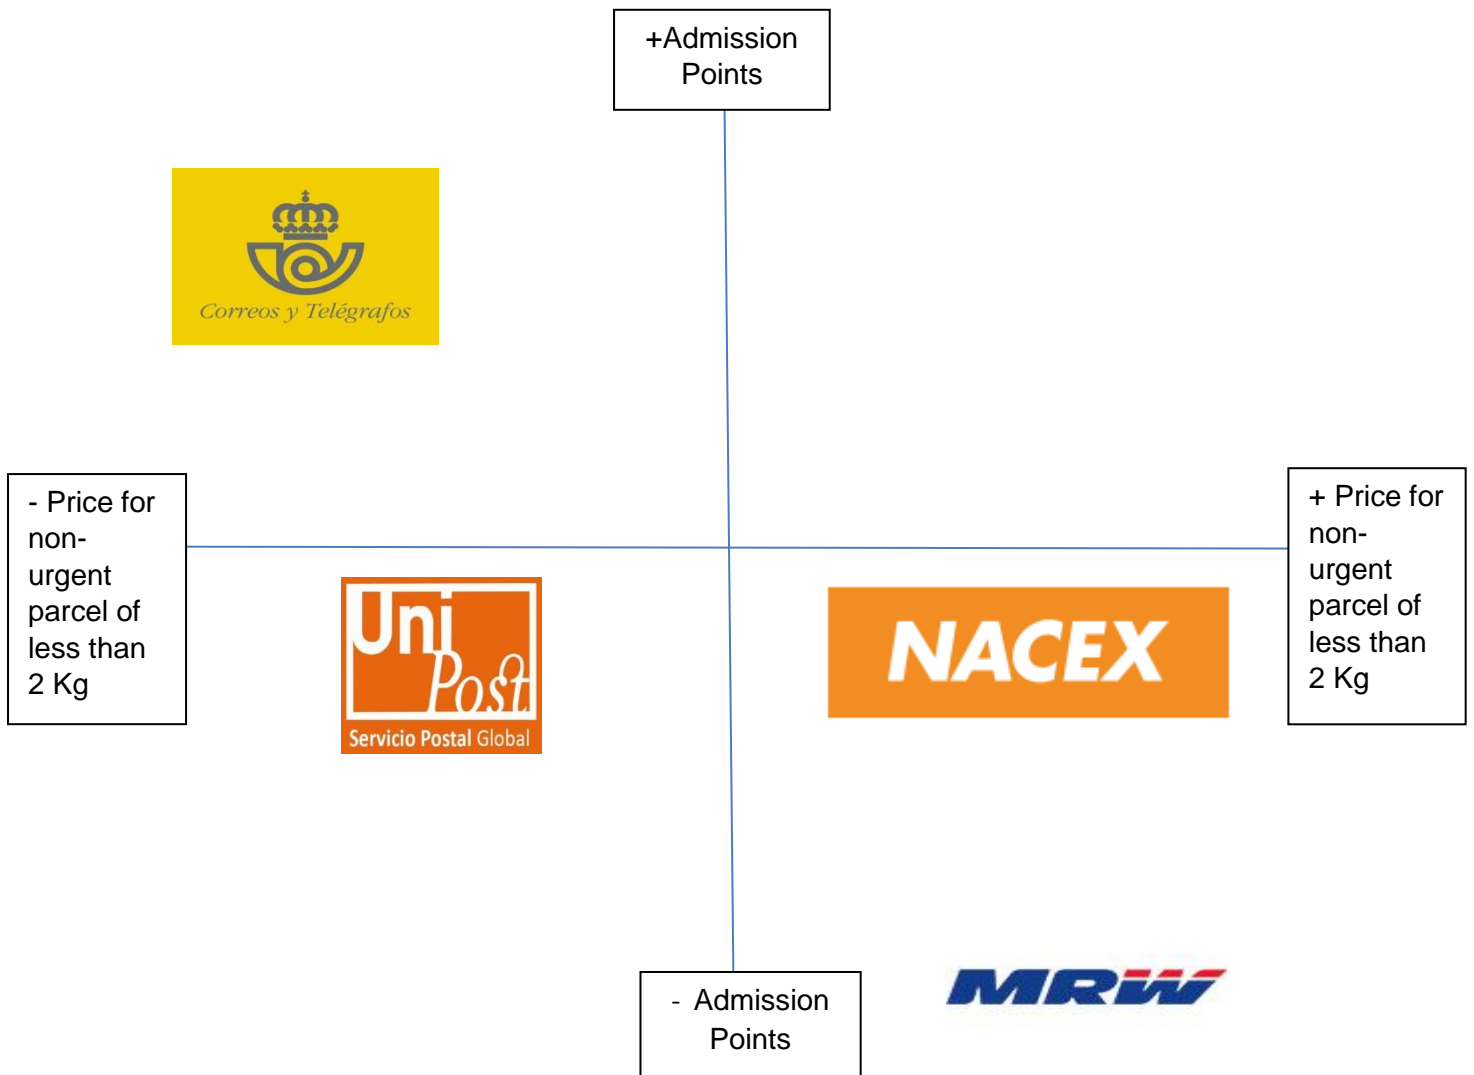 +Admission
Points
Correos y Telégrafos
- Price for
non-
urgent
parcel of
less than
2 Kg
+ Price for
non-
urgent
parcel of
less than
2 Kg
Uni
Post
Servicio Postal Global
NACEX
- Admission
Points
MRW